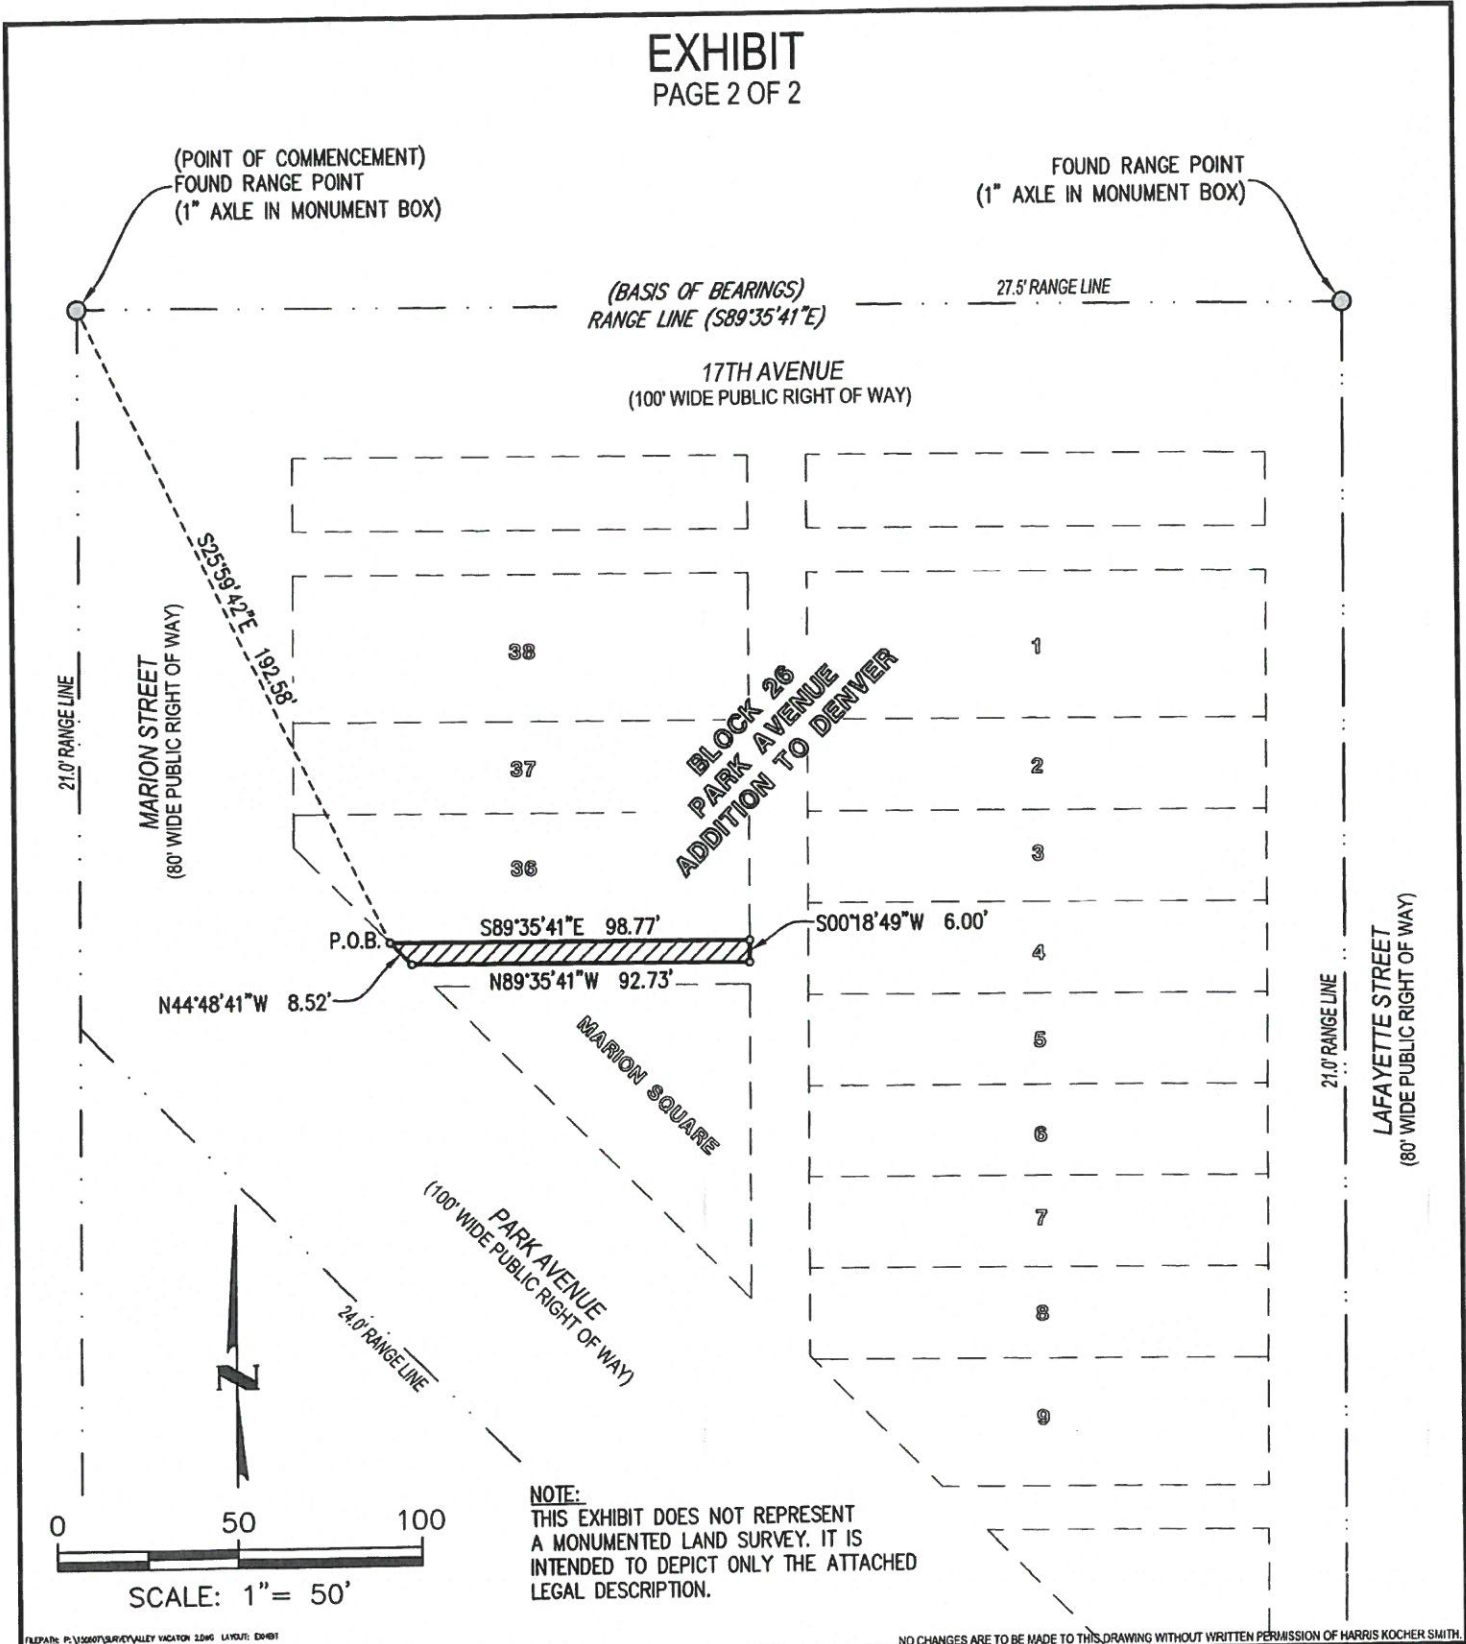 EXHIBIT
PAGE 2 OF 2
(POINT OF COMMENCEMENT)
FOUND RANGE POINT
(1" AXLE IN MONUMENT BOX)
FOUND RANGE POINT
(1" AXLE IN MONUMENT BOX)
(BASIS OF BEARINGS)
RANGE LINE (S89°35'41"E)
27.5' RANGE LINE
17TH AVENUE
(100' WIDE PUBLIC RIGHT OF WAY)
S25°59'42"E 192.58'
21.0' RANGE LINE
MARION STREET
(80' WIDE PUBLIC RIGHT OF WAY)
38
37
36
BLOCK 26
PARK AVENUE
ADDITION TO DENVER
1
2
3
4
5
6
7
8
9
P.O.B.
S89°35'41"E 98.77'
S00°18'49"W 6.00'
N89°35'41"W 92.73'
N44°48'41"W 8.52'
MARION SQUARE
21.0' RANGE LINE
LAFAYETTE STREET
(80' WIDE PUBLIC RIGHT OF WAY)
PARK AVENUE
(100' WIDE PUBLIC RIGHT OF WAY)
24.0' RANGE LINE
N
0 50 100
SCALE: 1"= 50'
NOTE:
THIS EXHIBIT DOES NOT REPRESENT
A MONUMENTED LAND SURVEY. IT IS
INTENDED TO DEPICT ONLY THE ATTACHED
LEGAL DESCRIPTION.
LAYOUT: EXHIBIT
NO CHANGES ARE TO BE MADE TO THIS DRAWING WITHOUT WRITTEN PERMISSION OF HARRIS KOCHER SMITH.